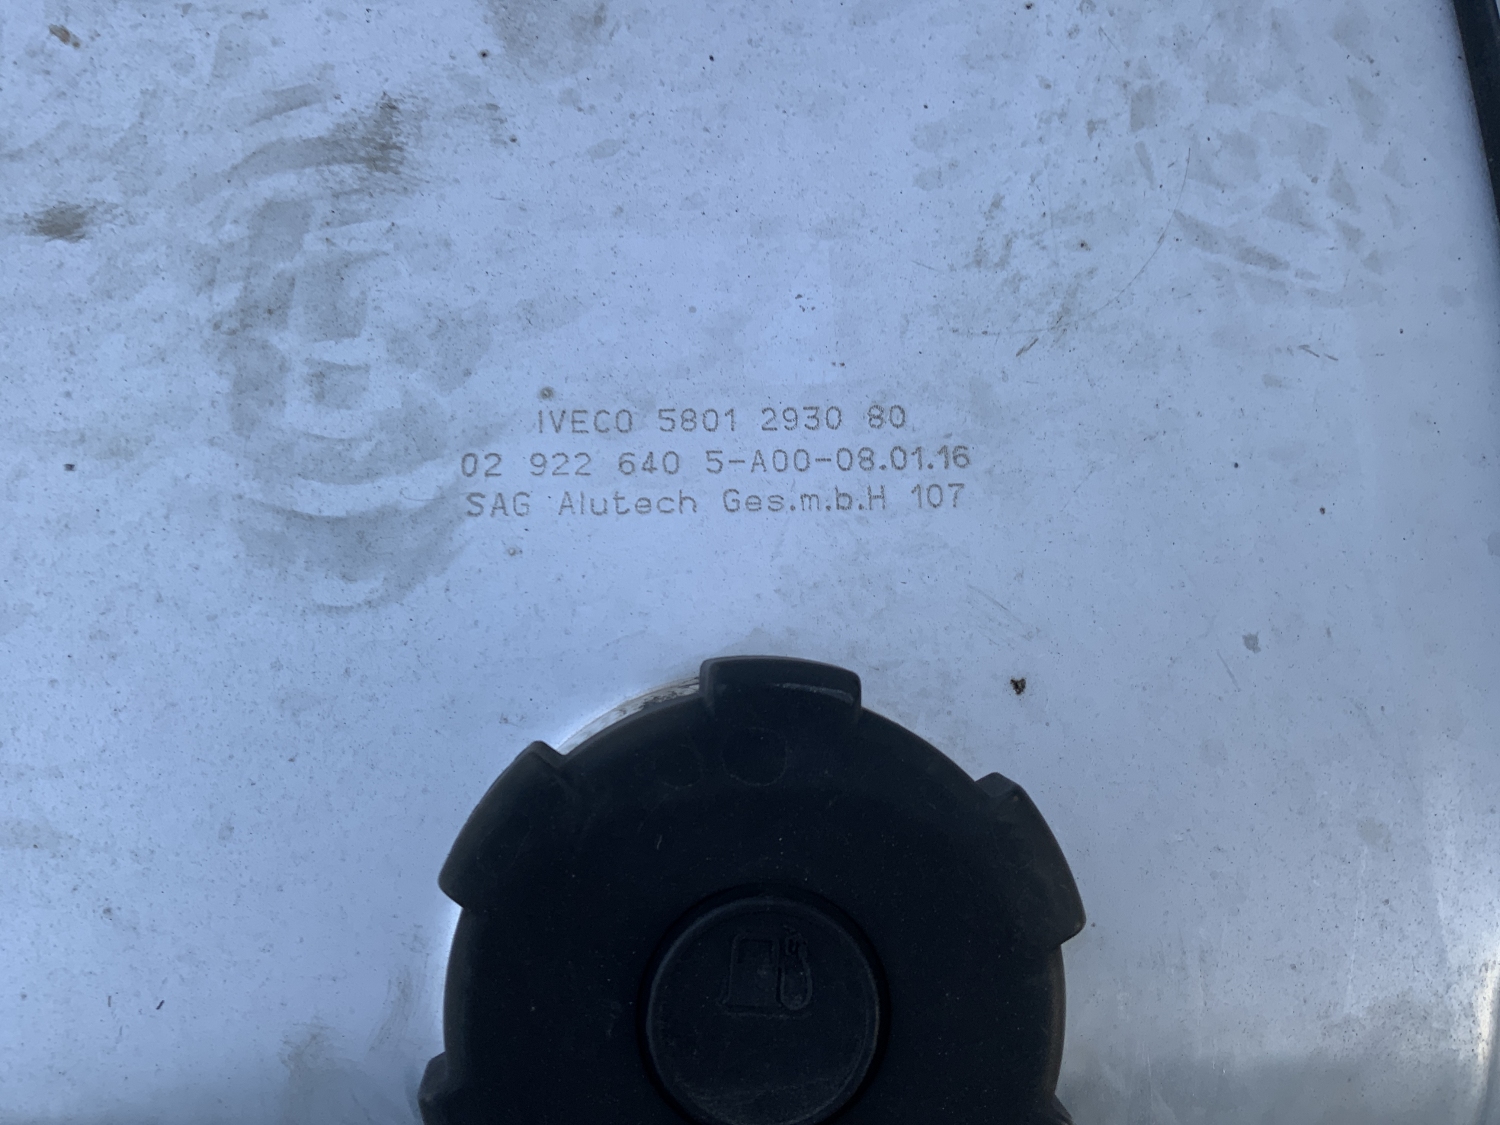 IVECO 5801 2930 80
02 922 640 5-A00-08.01.16
SAG Alutech Ges.m.b.H 107